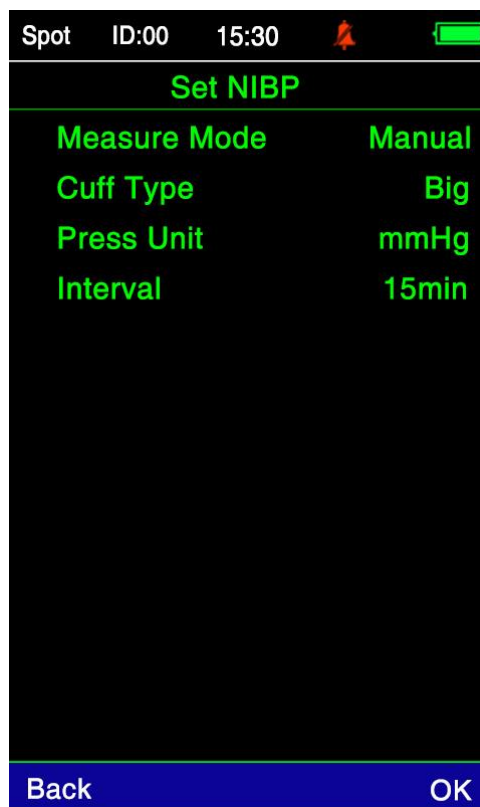 Spot ID:00 15:30
Set NIBP
Measure Mode Manual
Cuff Type Big
Press Unit mmHg
Interval 15min
Back OK